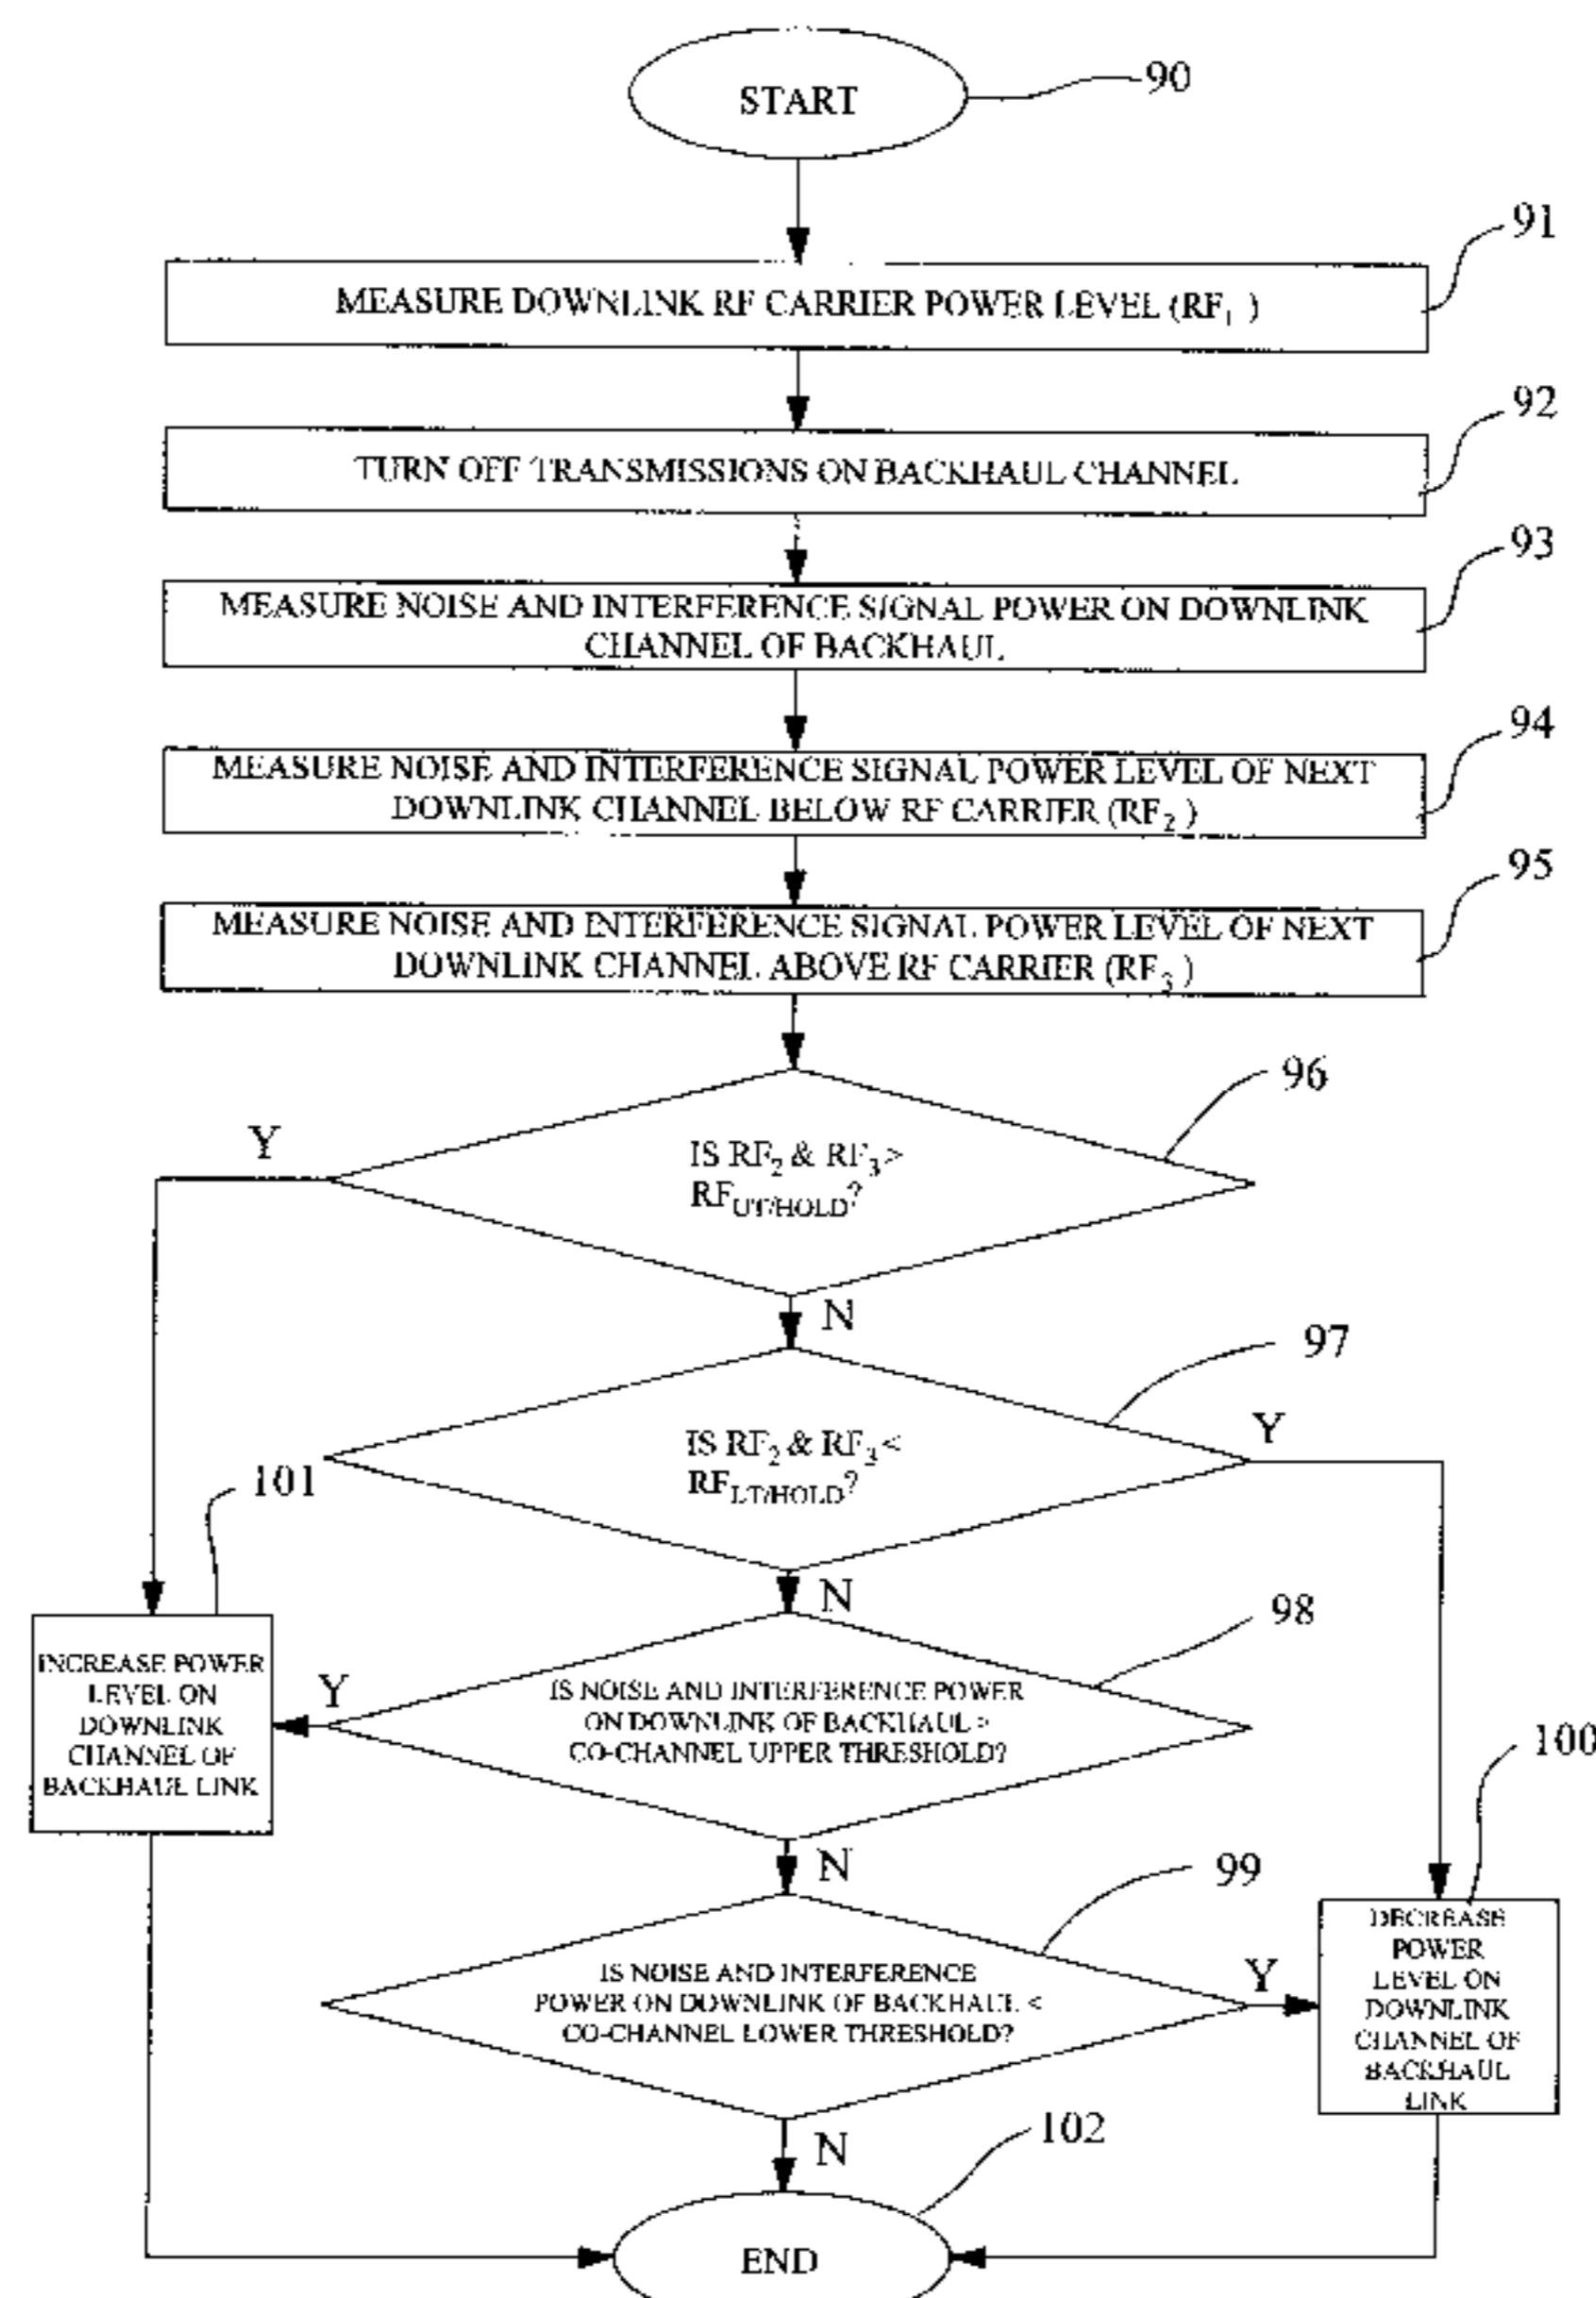 START
90
91
MEASURE DOWNLINK RF CARRIER POWER LEVEL (RF1 )
92
TURN OFF TRANSMISSIONS ON BACKHAUL CHANNEL
93
MEASURE NOISE AND INTERFERENCE SIGNAL POWER ON DOWNLINK
CHANNEL OF BACKHAUL
94
MEASURE NOISE AND INTERFERENCE SIGNAL POWER LEVEL OF NEXT
DOWNLINK CHANNEL BELOW RF CARRIER (RF2 )
95
MEASURE NOISE AND INTERFERENCE SIGNAL POWER LEVEL OF NEXT
DOWNLINK CHANNEL ABOVE RF CARRIER (RF3 )
96
Y
IS RF2 & RF3 >
RFUT/HOLD?
N
97
Y
IS RF2 & RF3 <
RFLT/HOLD?
101
N
98
INCREASE POWER
LEVEL ON
DOWNLINK
CHANNEL OF
BACKHAUL LINK
Y
IS NOISE AND INTERFERENCE POWER
ON DOWNLINK OF BACKHAUL >
CO-CHANNEL UPPER THRESHOLD?
100
N
99
IS NOISE AND INTERFERENCE
POWER ON DOWNLINK OF BACKHAUL <
CO-CHANNEL LOWER THRESHOLD?
Y
DECREASE
POWER
LEVEL ON
DOWNLINK
CHANNEL OF
BACKHAUL
LINK
N
102
END